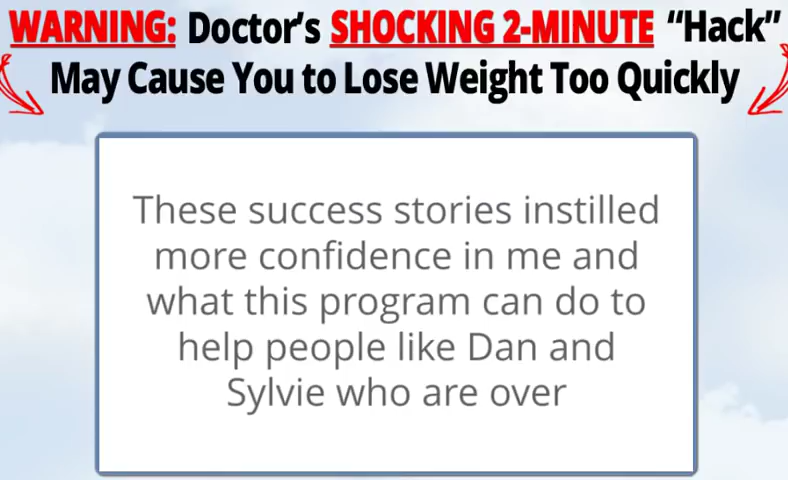 WARNING: Doctor's SHOCKING 2-MINUTE “Hack”
May Cause You to Lose Weight Too Quickly
These success stories instilled
more confidence in me and
what this program can do to
help people like Dan and
Sylvie who are over